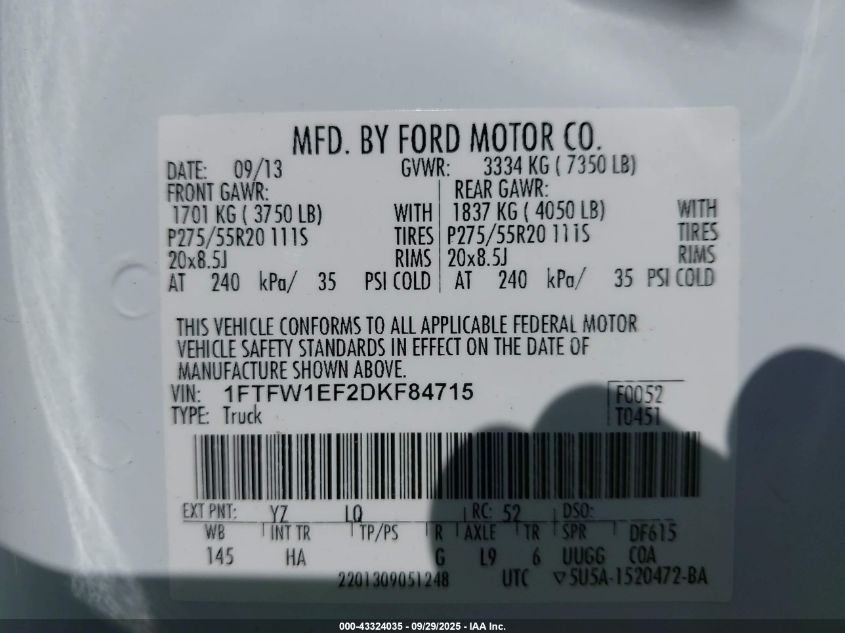 MFD. BY FORD MOTOR CO.
DATE: 09/13 GVWR: 3334 KG ( 7350 LB)
FRONT GAWR: REAR GAWR:
1701 KG ( 3750 LB) WITH 1837 KG ( 4050 LB) WITH
P275/55R20 111S TIRES P275/55R20 111S TIRES
20x8.5J RIMS 20x8.5J RIMS
AT 240 kPa/ 35 PSI COLD AT 240 kPa/ 35 PSI COLD
THIS VEHICLE CONFORMS TO ALL APPLICABLE FEDERAL MOTOR
VEHICLE SAFETY STANDARDS IN EFFECT ON THE DATE OF
MANUFACTURE SHOWN ABOVE.
VIN: 1FTFW1EF2DKF84715 F0052
TYPE: Truck T0451
EXT PNT: YZ LQ RC: 52 DSO:
WB INT TR TP/PS R AXLE TR SPR DF615
145 HA G L9 6 UUGG COA
2201309051248 UTC ▽5U5A-1520472-BA
000-43324035 - 09/29/2025 - IAA Inc.